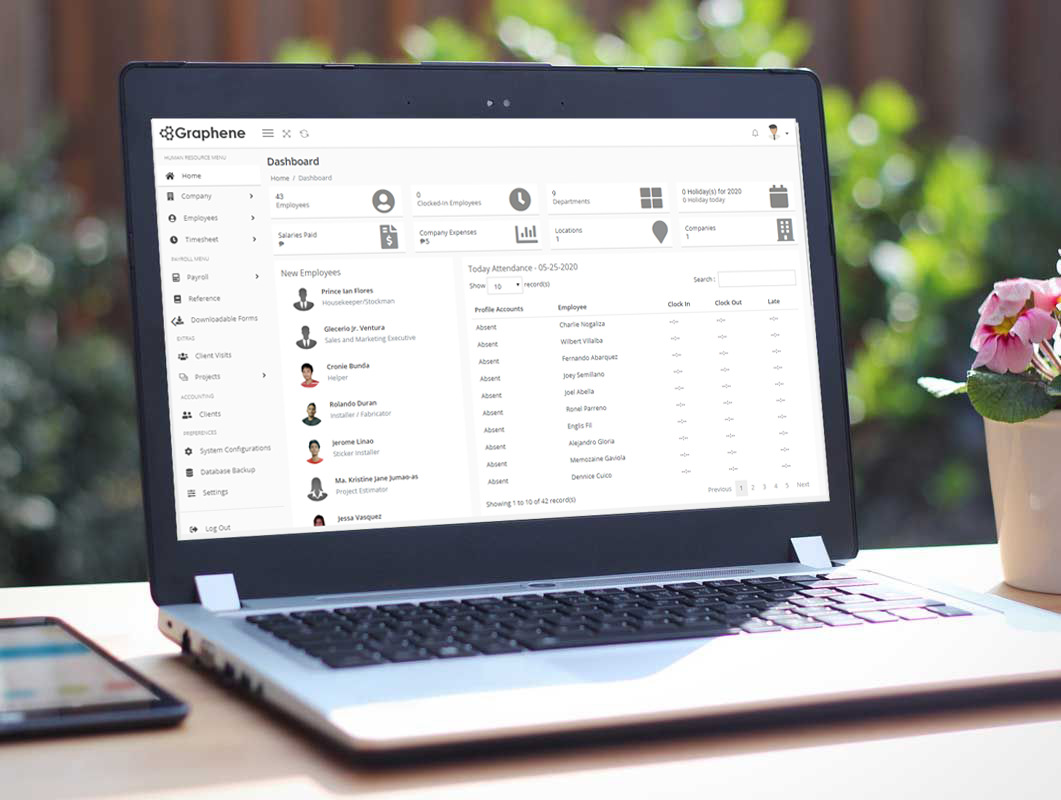 Graphene
HUMAN RESOURCE MENU
Home
Company
Employees
Timesheet
PAYROLL MENU
Payroll
Reference
Downloadable Forms
EXTRAS
Client Visits
Projects
ACCOUNTING
Clients
PREFERENCES
System Configurations
Database Backup
Settings
Log Out
Dashboard
Home / Dashboard
43
Employees
0
Clocked-In Employees
9
Departments
0 Holiday(s) for 2020
0 Holiday today
Salaries Paid
₱
Company Expenses
₱5
Locations
1
Companies
1
New Employees
Prince Ian Flores
Housekeeper/Stockman
Glecerio Jr. Ventura
Sales and Marketing Executive
Cronie Bunda
Helper
Rolando Duran
Installer / Fabricator
Jerome Linao
Sticker Installer
Ma. Kristine Jane Jumao-as
Project Estimator
Jessa Vasquez
Today Attendance - 05-25-2020
Show 10 record(s)
Search :
Profile Accounts Employee Clock In Clock Out Late
Absent Charlie Nogaliza --:-- --:-- --:--
Absent Wilbert Villalba --:-- --:-- --:--
Absent Fernando Abarquez --:-- --:-- --:--
Absent Joey Semillano --:-- --:-- --:--
Absent Joel Abella --:-- --:-- --:--
Absent Ronel Parreno --:-- --:-- --:--
Absent Englis Fil --:-- --:-- --:--
Absent Alejandro Gloria --:-- --:-- --:--
Absent Memozaine Gaviola --:-- --:-- --:--
Absent Dennice Cuico --:-- --:-- --:--
Showing 1 to 10 of 42 record(s)
Previous 1 2 3 4 5 Next